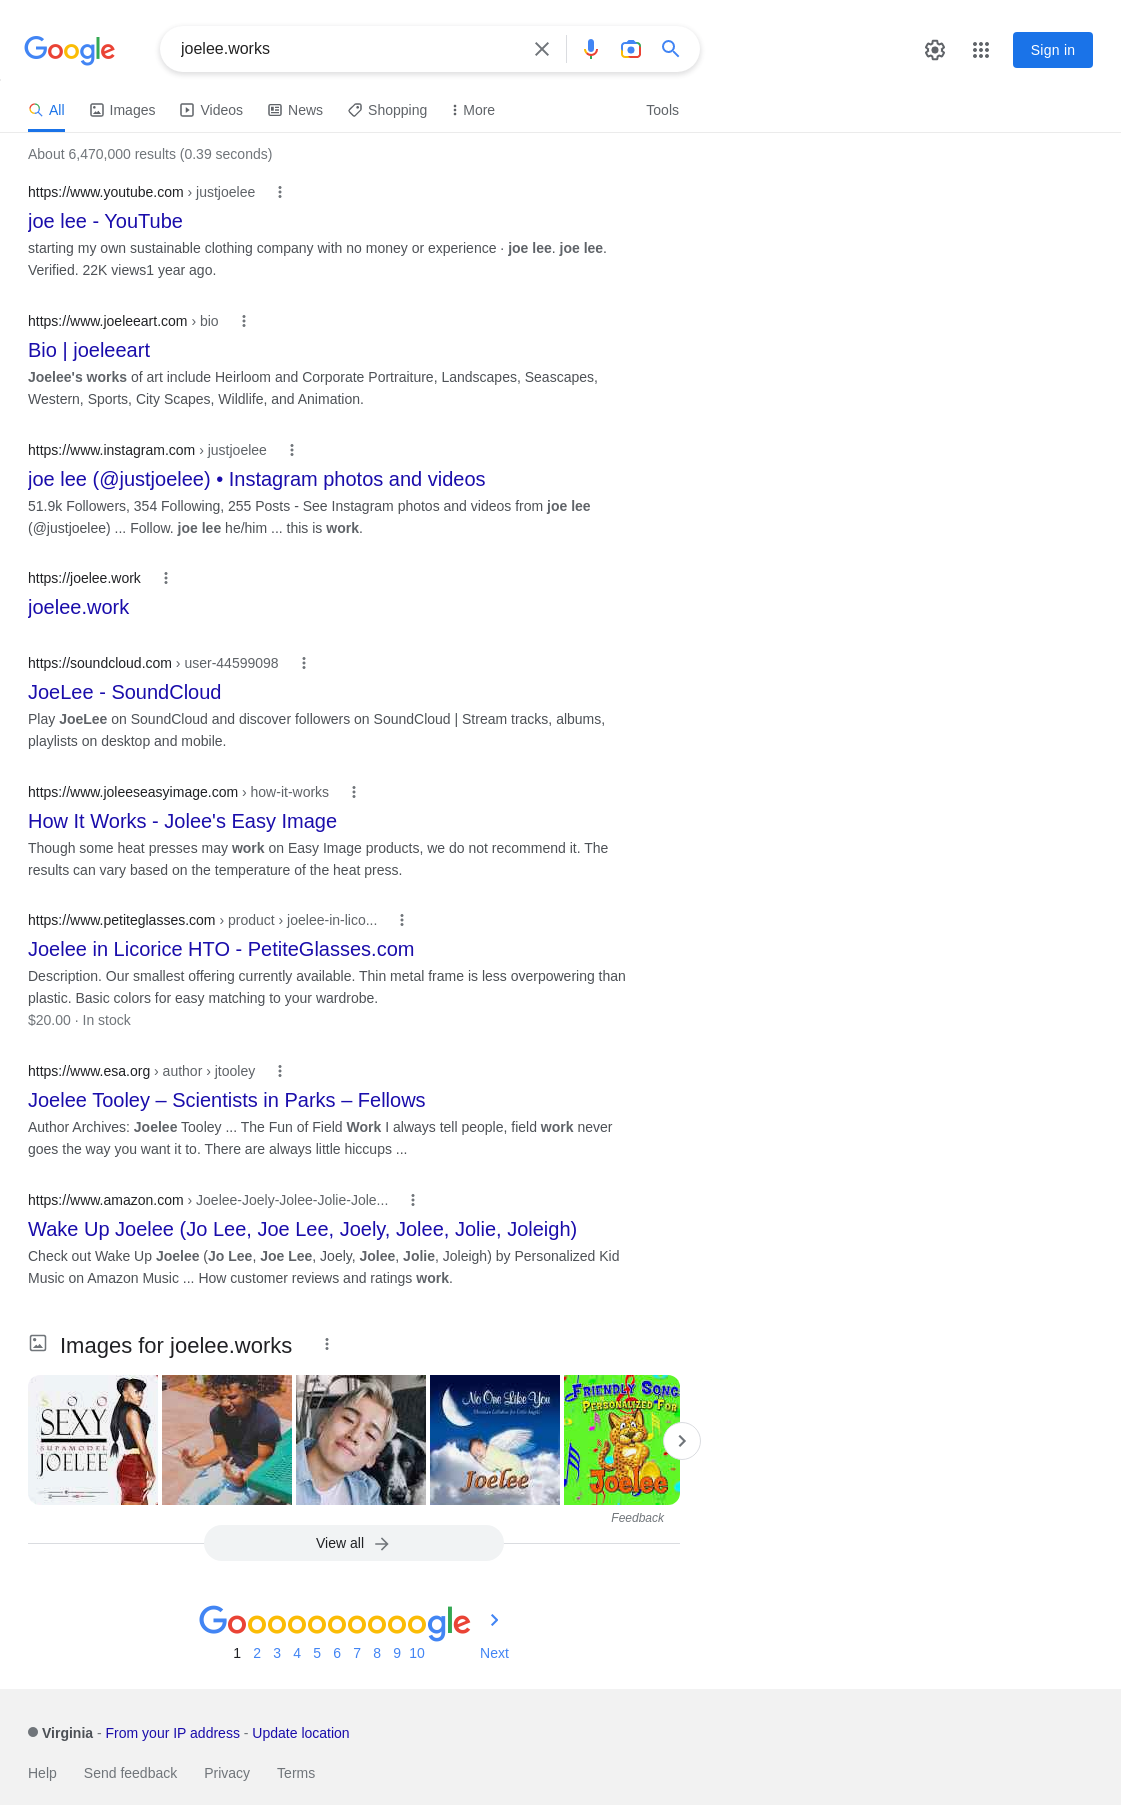 Google
joelee.works
Sign in
All
Images
Videos
News
Shopping
More
Tools
About 6,470,000 results (0.39 seconds)
https://www.youtube.com › justjoelee
joe lee - YouTube
starting my own sustainable clothing company with no money or experience · joe lee. joe lee.
Verified. 22K views1 year ago.
https://www.joeleeart.com › bio
Bio | joeleeart
Joelee's works of art include Heirloom and Corporate Portraiture, Landscapes, Seascapes,
Western, Sports, City Scapes, Wildlife, and Animation.
https://www.instagram.com › justjoelee
joe lee (@justjoelee) • Instagram photos and videos
51.9k Followers, 354 Following, 255 Posts - See Instagram photos and videos from joe lee
(@justjoelee) ... Follow. joe lee he/him ... this is work.
https://joelee.work
joelee.work
https://soundcloud.com › user-44599098
JoeLee - SoundCloud
Play JoeLee on SoundCloud and discover followers on SoundCloud | Stream tracks, albums,
playlists on desktop and mobile.
https://www.joleeseasyimage.com › how-it-works
How It Works - Jolee's Easy Image
Though some heat presses may work on Easy Image products, we do not recommend it. The
results can vary based on the temperature of the heat press.
https://www.petiteglasses.com › product › joelee-in-lico...
Joelee in Licorice HTO - PetiteGlasses.com
Description. Our smallest offering currently available. Thin metal frame is less overpowering than
plastic. Basic colors for easy matching to your wardrobe.
$20.00 · In stock
https://www.esa.org › author › jtooley
Joelee Tooley – Scientists in Parks – Fellows
Author Archives: Joelee Tooley ... The Fun of Field Work I always tell people, field work never
goes the way you want it to. There are always little hiccups ...
https://www.amazon.com › Joelee-Joely-Jolee-Jolie-Jole...
Wake Up Joelee (Jo Lee, Joe Lee, Joely, Jolee, Jolie, Joleigh)
Check out Wake Up Joelee (Jo Lee, Joe Lee, Joely, Jolee, Jolie, Joleigh) by Personalized Kid
Music on Amazon Music ... How customer reviews and ratings work.
Images for joelee.works
SOO
SEXY
SUPAMODEL
JOELEE
No One Like You
Christian Lullabies for Little Angels
Joelee
FRIENDLY SONG
PERSONALIZED FOR
Joelee
Feedback
View all
Goooooooooogle
1 2 3 4 5 6 7 8 9 10 Next
Virginia - From your IP address - Update location
Help Send feedback Privacy Terms